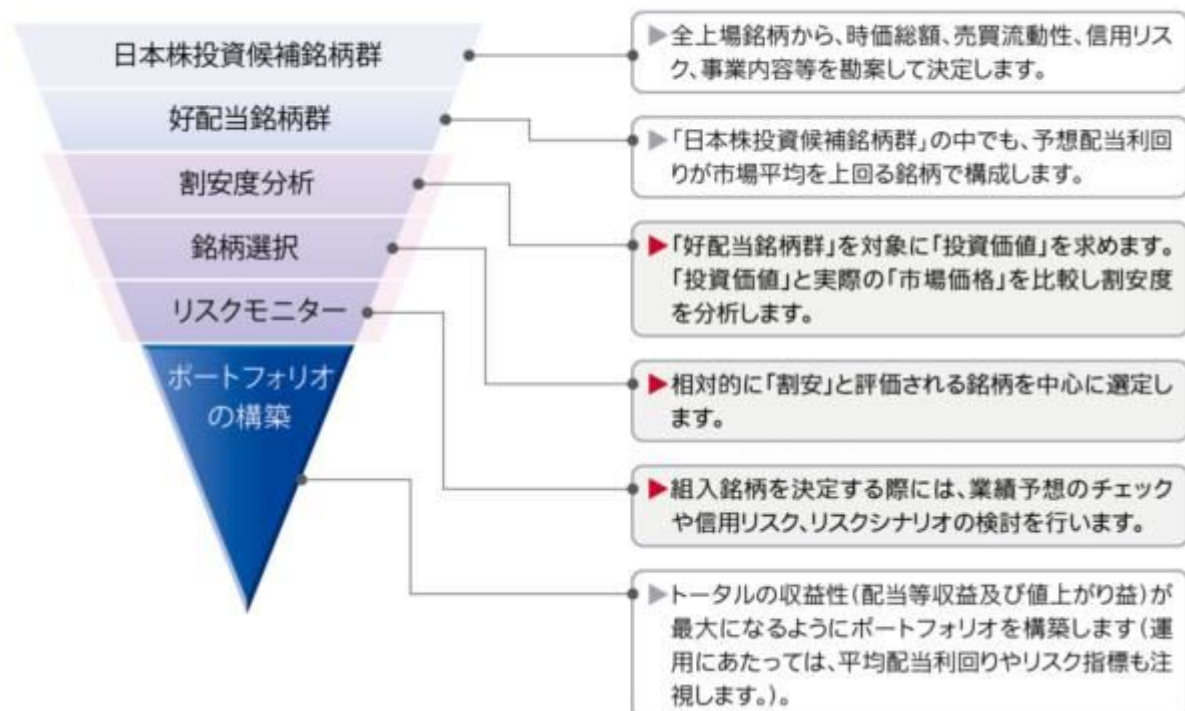 日本株投資候補銘柄群
▶全上場銘柄から、時価総額、売買流動性、信用リス
ク、事業内容等を勘案して決定します。
好配当銘柄群
▶「日本株投資候補銘柄群」の中でも、予想配当利回
りが市場平均を上回る銘柄で構成します。
割安度分析
▶「好配当銘柄群」を対象に「投資価値」を求めます。
「投資価値」と実際の「市場価格」を比較し割安度
を分析します。
銘柄選択
▶相対的に「割安」と評価される銘柄を中心に選定し
ます。
リスクモニター
▶組入銘柄を決定する際には、業績予想のチェック
や信用リスク、リスクシナリオの検討を行います。
ポートフォリオ
の構築
▶トータルの収益性(配当等収益及び値上がり益)が
最大になるようにポートフォリオを構築します(運
用にあたっては、平均配当利回りやリスク指標も注
視します。)。